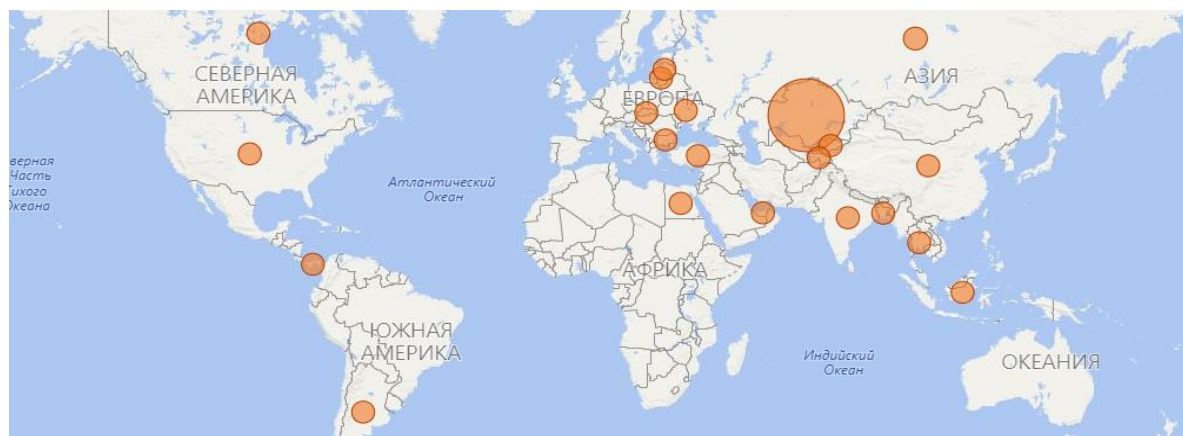 СЕВЕРНАЯ
АМЕРИКА
АЗИЯ
ЕВРОПА
верная
Часть
Тихого
Океана
Атлантический
Океан
АФРИКА
ЮЖНАЯ
АМЕРИКА
Индийский
Океан
ОКЕАНИЯ